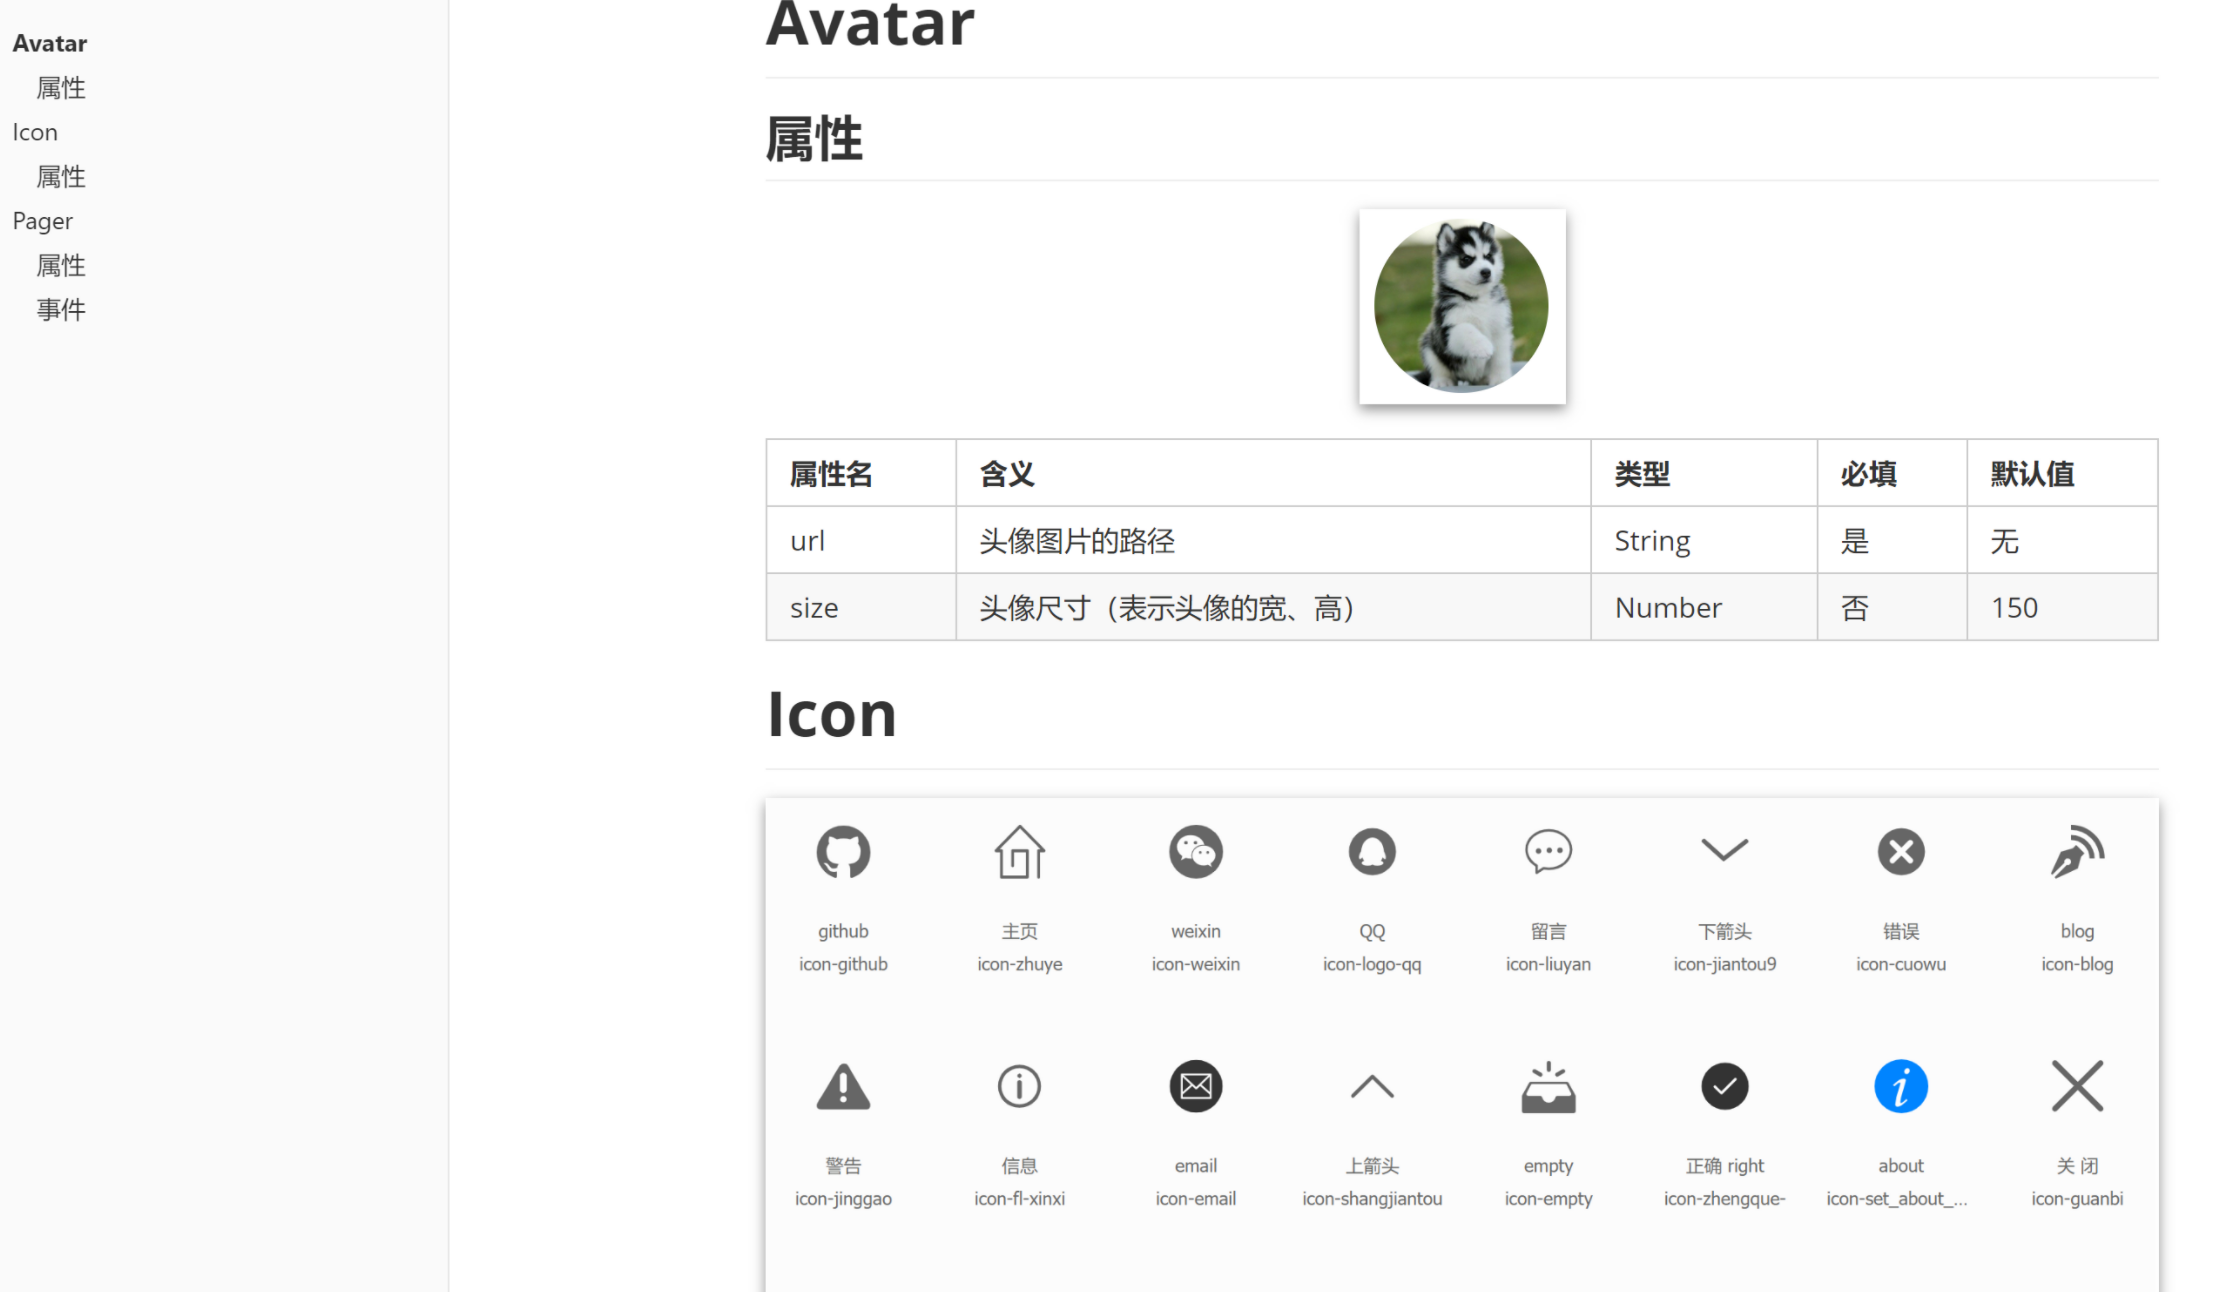 Avatar
属性
Icon
属性
Pager
属性
事件
Avatar
属性
属性名 含义 类型 必填 默认值
url 头像图片的路径 String 是 无
size 头像尺寸（表示头像的宽、高） Number 否 150
Icon
github 主页 weixin QQ 留言 下箭头 错误 blog
icon-github icon-zhuye icon-weixin icon-logo-qq icon-liuyan icon-jiantou9 icon-cuowu icon-blog
警告 信息 email 上箭头 empty 正确 right about 关 闭
icon-jinggao icon-fl-xinxi icon-email icon-shangjiantou icon-empty icon-zhengque- icon-set_about_... icon-guanbi